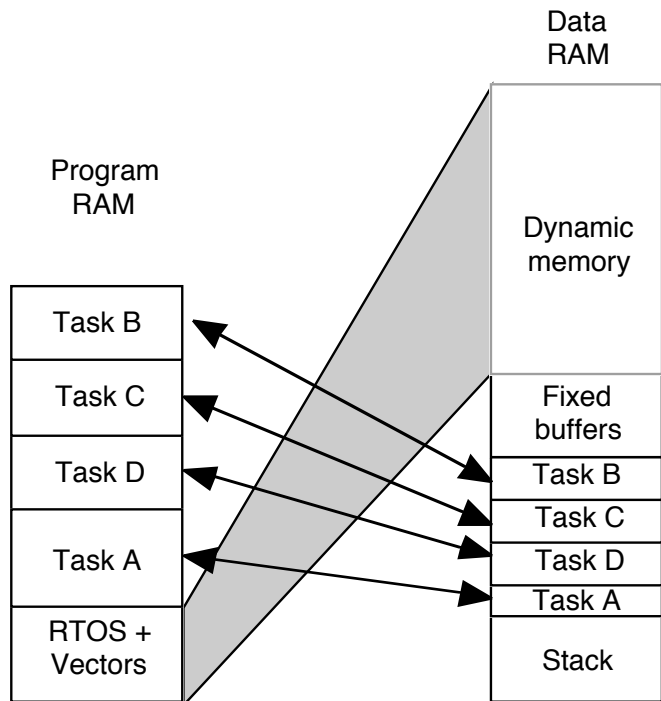 Data
RAM
Program
RAM
Dynamic
memory
Task B
Task C
Task D
Task A
RTOS +
Vectors
Fixed
buffers
Task B
Task C
Task D
Task A
Stack